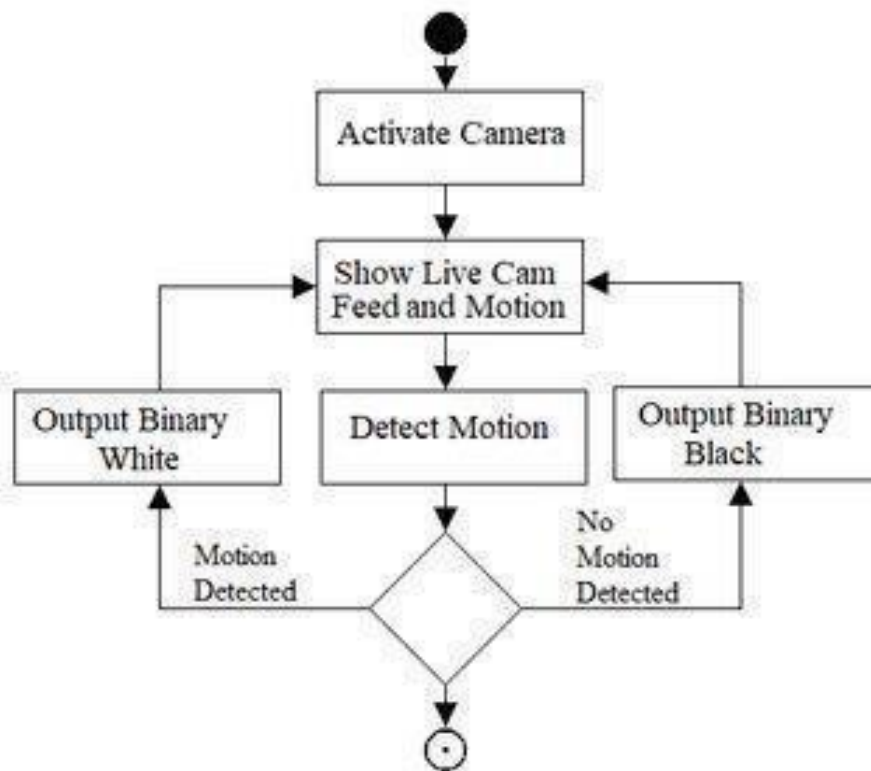 Activate Camera
Show Live Cam
Feed and Motion
Output Binary
White
Detect Motion
Output Binary
Black
Motion
Detected
No
Motion
Detected